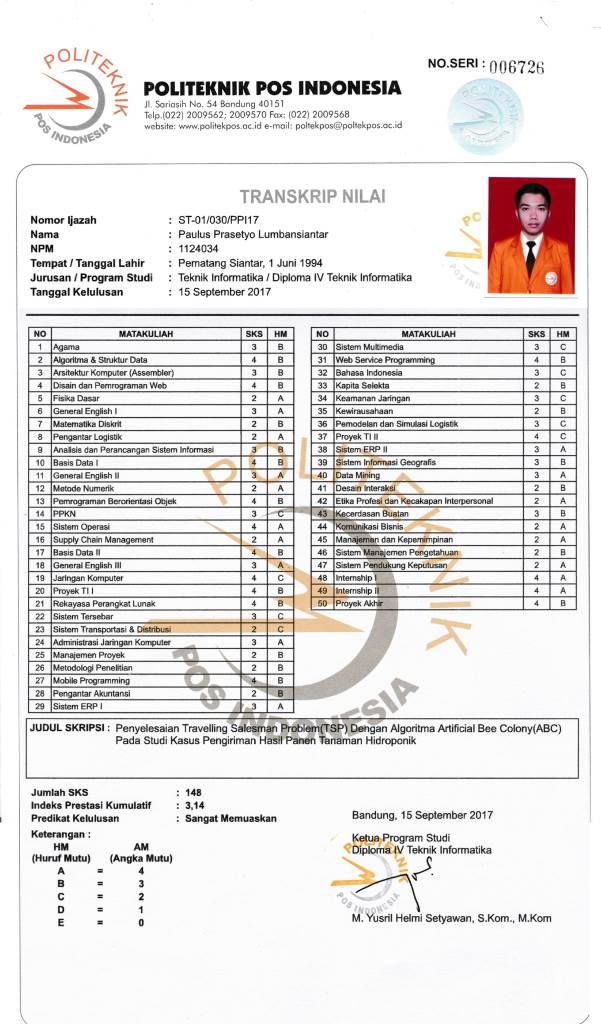 POLITEKNIK
POS INDONESIA
POLITEKNIK POS INDONESIA
Jl. Sariasih No. 54 Bandung 40151
Telp.(022) 2009562; 2009570 Fax: (022) 2009568
website: www.politekpos.ac.id e-mail: poltekpos@poltekpos.ac.id
NO.SERI : 006726
TRANSKRIP NILAI
Nomor Ijazah : ST-01/030/PPI17
Nama : Paulus Prasetyo Lumbansiantar
NPM : 1124034
Tempat / Tanggal Lahir : Pematang Siantar, 1 Juni 1994
Jurusan / Program Studi : Teknik Informatika / Diploma IV Teknik Informatika
Tanggal Kelulusan : 15 September 2017
NO MATAKULIAH SKS HM
1 Agama 3 B
2 Algoritma & Struktur Data 4 B
3 Arsitektur Komputer (Assembler) 3 B
4 Disain dan Pemrograman Web 4 B
5 Fisika Dasar 2 A
6 General English I 3 A
7 Matematika Diskrit 2 B
8 Pengantar Logistik 2 A
9 Analisis dan Perancangan Sistem Informasi 3 B
10 Basis Data I 4 B
11 General English II 3 A
12 Metode Numerik 2 A
13 Pemrograman Berorientasi Objek 4 B
14 PPKN 3 C
15 Sistem Operasi 4 A
16 Supply Chain Management 2 A
17 Basis Data II 4 B
18 General English III 3 A
19 Jaringan Komputer 4 C
20 Proyek TI I 4 B
21 Rekayasa Perangkat Lunak 4 B
22 Sistem Tersebar 3 C
23 Sistem Transportasi & Distribusi 2 C
24 Administrasi Jaringan Komputer 3 A
25 Manajemen Proyek 2 B
26 Metodologi Penelitian 2 B
27 Mobile Programming 4 B
28 Pengantar Akuntansi 2 B
29 Sistem ERP I 3 A
NO MATAKULIAH SKS HM
30 Sistem Multimedia 3 C
31 Web Service Programming 4 B
32 Bahasa Indonesia 3 C
33 Kapita Selekta 2 B
34 Keamanan Jaringan 3 C
35 Kewirausahaan 2 B
36 Pemodelan dan Simulasi Logistik 3 C
37 Proyek TI II 4 C
38 Sistem ERP II 3 A
39 Sistem Informasi Geografis 3 B
40 Data Mining 3 A
41 Desain Interaksi 2 B
42 Etika Profesi dan Kecakapan Interpersonal 2 A
43 Kecerdasan Buatan 3 B
44 Komunikasi Bisnis 2 A
45 Manajeman dan Kepemimpinan 2 A
46 Sistem Manajemen Pengetahuan 2 B
47 Sistem Pendukung Keputusan 2 A
48 Internship I 4 A
49 Internship II 4 A
50 Proyek Akhir 4 B
POLITEKNIK
POS INDONESIA
JUDUL SKRIPSI : Penyelesaian Travelling Salesman Problem(TSP) Dengan Algoritma Artificial Bee Colony(ABC)
Pada Studi Kasus Pengiriman Hasil Panen Tanaman Hidroponik
Jumlah SKS : 148
Indeks Prestasi Kumulatif : 3,14
Predikat Kelulusan : Sangat Memuaskan
Keterangan :
HM AM
(Huruf Mutu) (Angka Mutu)
A = 4
B = 3
C = 2
D = 1
E = 0
Bandung, 15 September 2017
Ketua Program Studi
Diploma IV Teknik Informatika
POLITEKNIK
POS INDONESIA
M. Yusril Helmi Setyawan, S.Kom., M.Kom